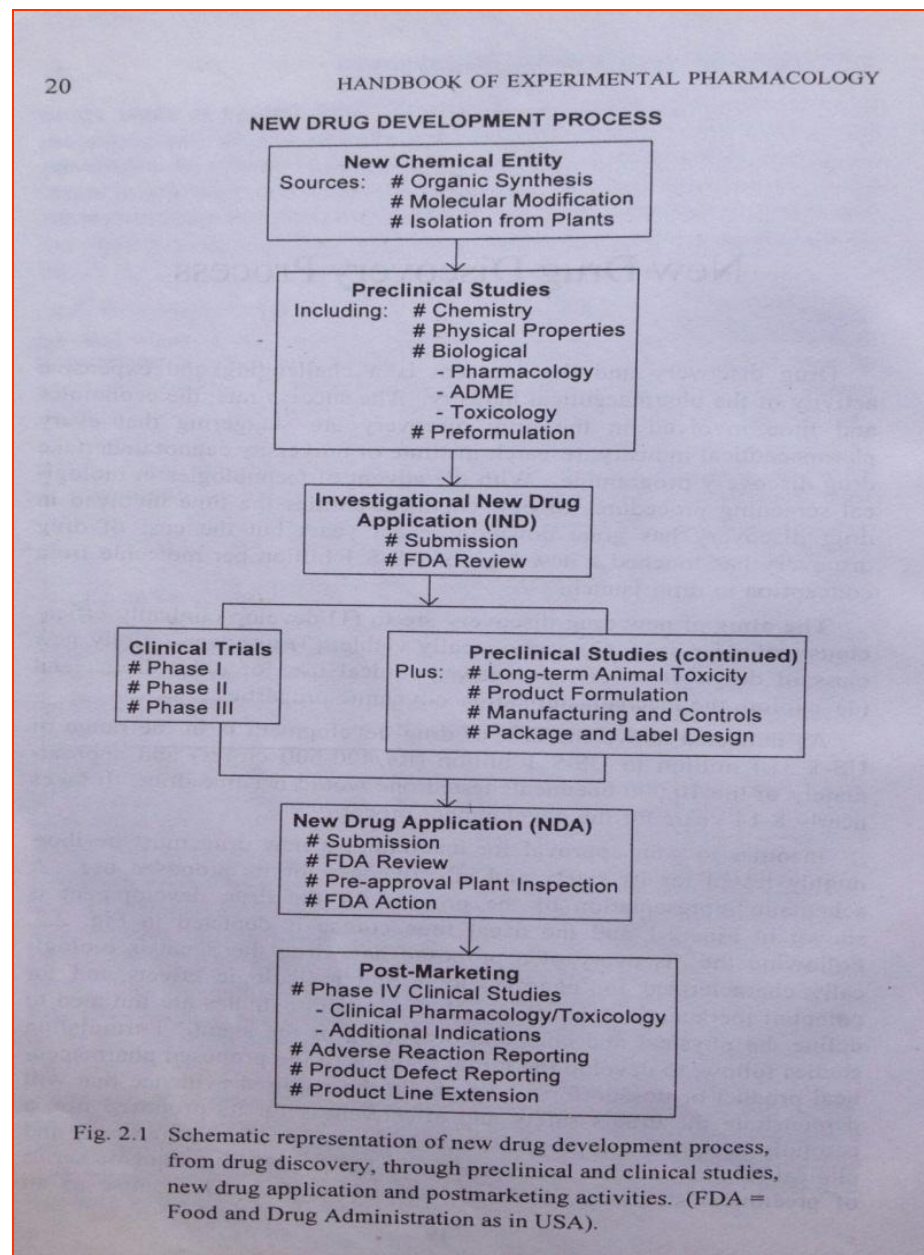 20
HANDBOOK OF EXPERIMENTAL PHARMACOLOGY
NEW DRUG DEVELOPMENT PROCESS
New Chemical Entity
Sources: # Organic Synthesis
# Molecular Modification
# Isolation from Plants
Preclinical Studies
Including: # Chemistry
# Physical Properties
# Biological
- Pharmacology
- ADME
- Toxicology
# Preformulation
Investigational New Drug
Application (IND)
# Submission
# FDA Review
Clinical Trials
# Phase I
# Phase II
# Phase III
Preclinical Studies (continued)
Plus: # Long-term Animal Toxicity
# Product Formulation
# Manufacturing and Controls
# Package and Label Design
New Drug Application (NDA)
# Submission
# FDA Review
# Pre-approval Plant Inspection
# FDA Action
Post-Marketing
# Phase IV Clinical Studies
- Clinical Pharmacology/Toxicology
- Additional Indications
# Adverse Reaction Reporting
# Product Defect Reporting
# Product Line Extension
Fig. 2.1 Schematic representation of new drug development process,
from drug discovery, through preclinical and clinical studies,
new drug application and postmarketing activities. (FDA =
Food and Drug Administration as in USA).